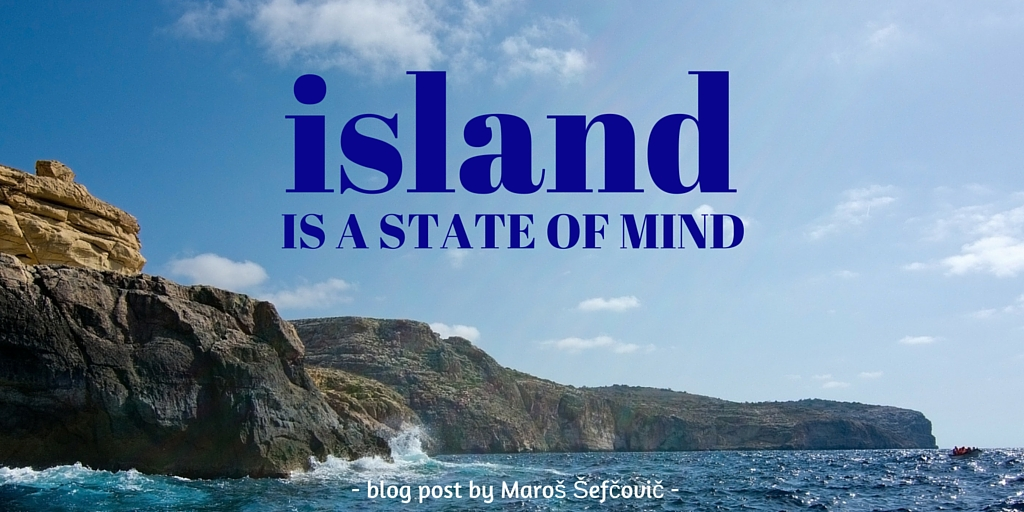 island
IS A STATE OF MIND
- blog post by Maroš Šefčovič -